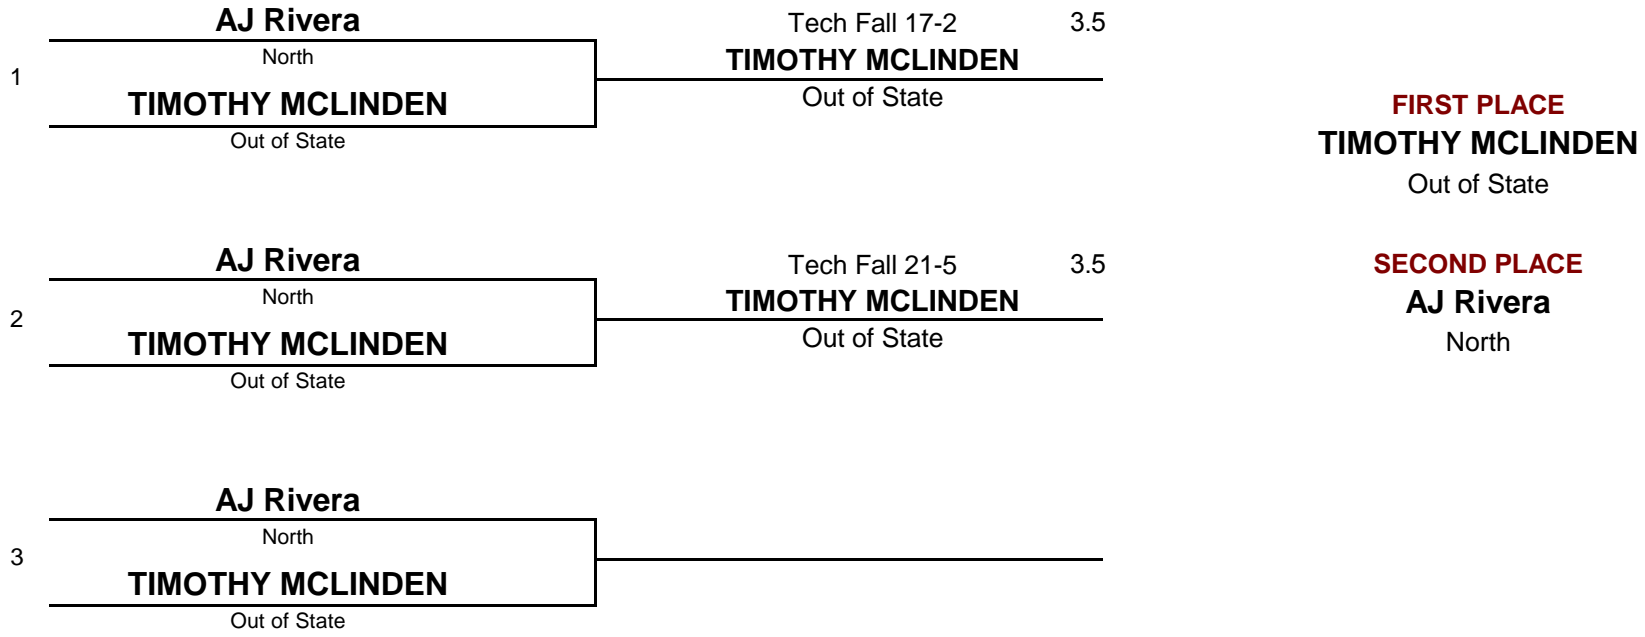 AJ Rivera
North
1
TIMOTHY MCLINDEN
Out of State
Tech Fall 17-2 3.5
TIMOTHY MCLINDEN
Out of State
FIRST PLACE
TIMOTHY MCLINDEN
Out of State
AJ Rivera
North
2
TIMOTHY MCLINDEN
Out of State
Tech Fall 21-5 3.5
TIMOTHY MCLINDEN
Out of State
SECOND PLACE
AJ Rivera
North
AJ Rivera
North
3
TIMOTHY MCLINDEN
Out of State